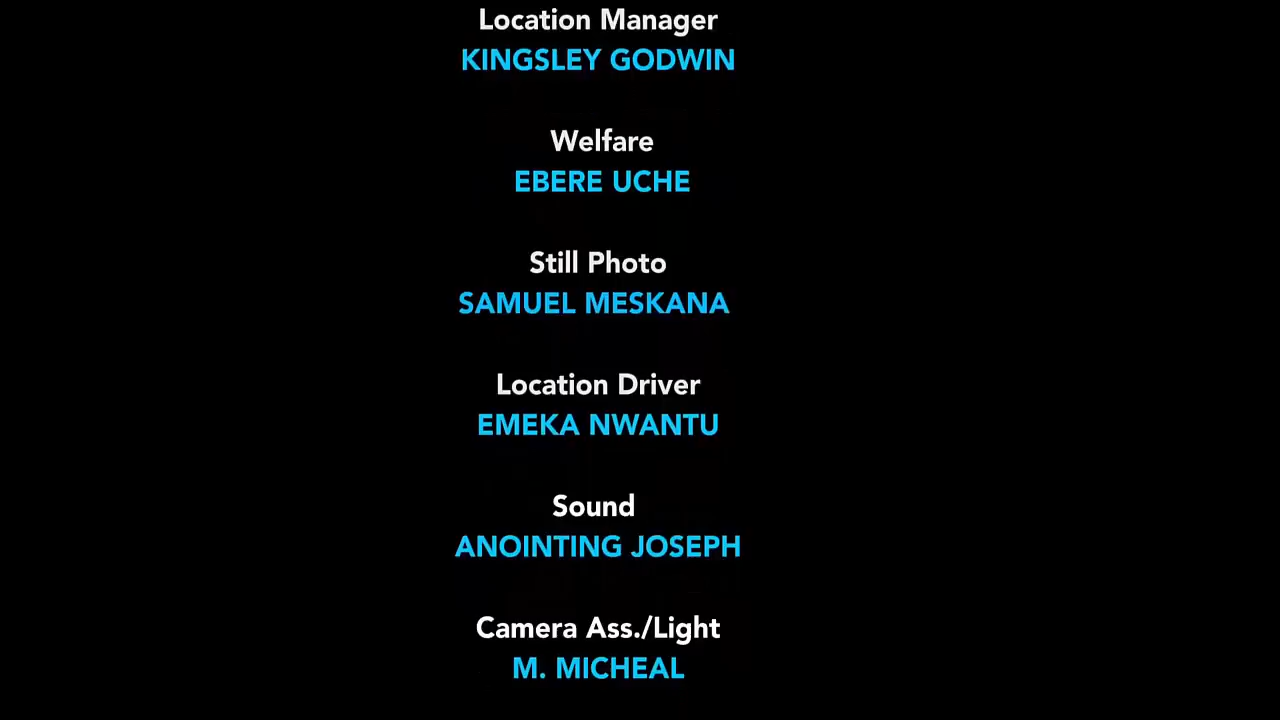 Location Manager
KINGSLEY GODWIN
Welfare
EBERE UCHE
Still Photo
SAMUEL MESKANA
Location Driver
EMEKA NWANTU
Sound
ANOINTING JOSEPH
Camera Ass./Light
M. MICHEAL